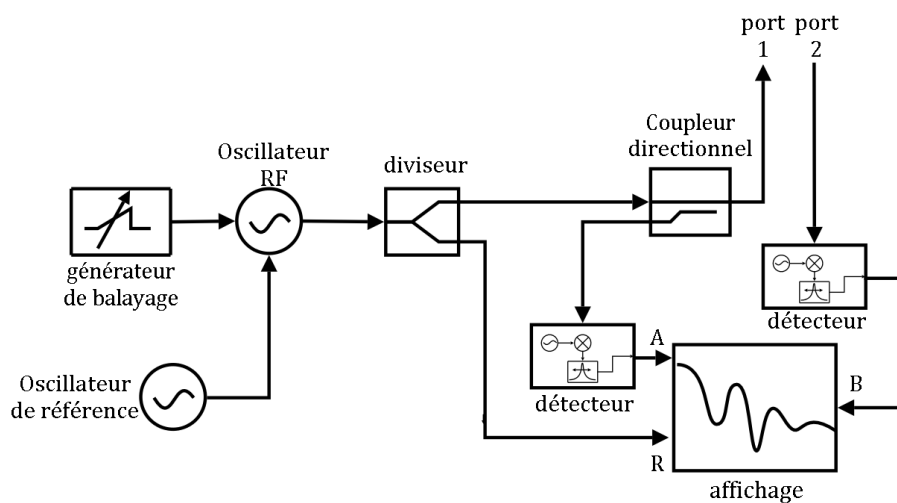 port port
1 2
Coupleur
directionnel
Oscillateur
RF
diviseur
générateur
de balayage
détecteur
A
Oscillateur
de référence
B
détecteur
R
affichage